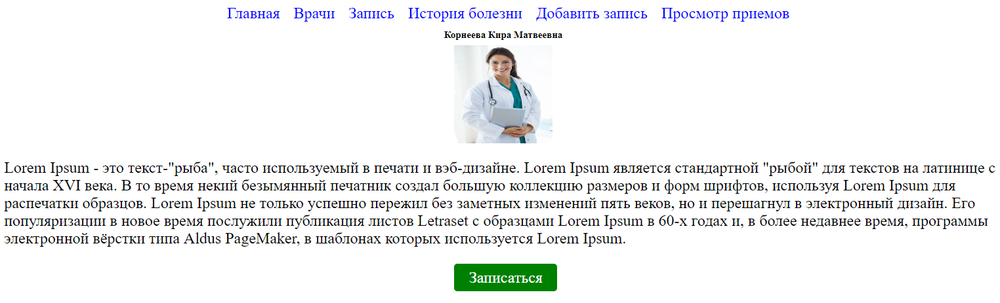 Главная Врачи Запись История болезни Добавить запись Просмотр приемов
Корнеева Кира Матвеевна
Lorem Ipsum - это текст-"рыба", часто используемый в печати и вэб-дизайне. Lorem Ipsum является стандартной "рыбой" для текстов на латинице с
начала XVI века. В то время некий безымянный печатник создал большую коллекцию размеров и форм шрифтов, используя Lorem Ipsum для
распечатки образцов. Lorem Ipsum не только успешно пережил без заметных изменений пять веков, но и перешагнул в электронный дизайн. Его
популяризации в новое время послужили публикация листов Letraset с образцами Lorem Ipsum в 60-х годах и, в более недавнее время, программы
электронной вёрстки типа Aldus PageMaker, в шаблонах которых используется Lorem Ipsum.
Записаться